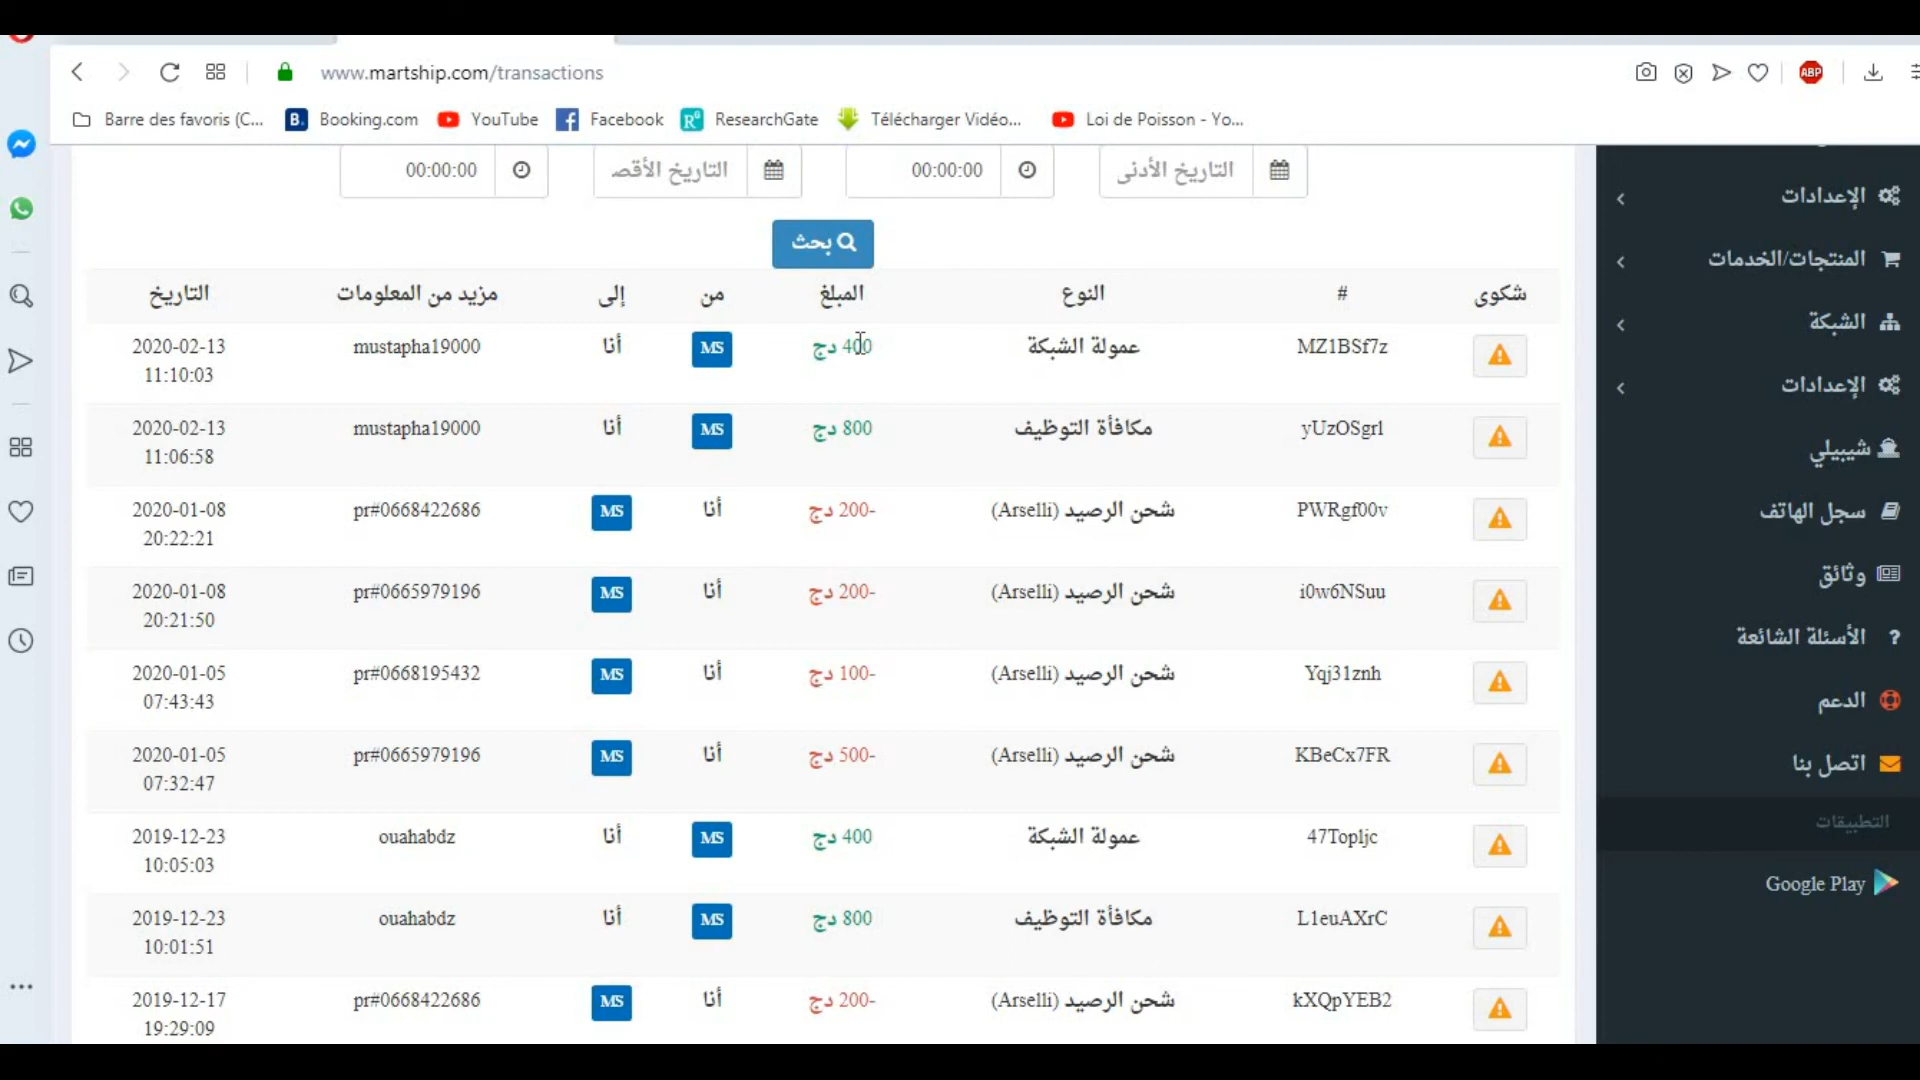 www.martship.com/transactions
Barre des favoris (C... Booking.com YouTube Facebook ResearchGate Télécharger Vidéo... Loi de Poisson - Yo...
التاريخ الأدنى 00:00:00 التاريخ الأقص 00:00:00
بحث
شكوى # النوع المبلغ من إلى مزيد من المعلومات التاريخ
MZ1BSf7z عمولة الشبكة 400 دج MS أنا mustapha19000 2020-02-13
11:10:03
yUzOSgrl مكافأة التوظيف 800 دج MS أنا mustapha19000 2020-02-13
11:06:58
PWRgf00v شحن الرصيد (Arselli) -200 دج أنا MS pr#0668422686 2020-01-08
20:22:21
i0w6NSuu شحن الرصيد (Arselli) -200 دج أنا MS pr#0665979196 2020-01-08
20:21:50
Yqj31znh شحن الرصيد (Arselli) -100 دج أنا MS pr#0668195432 2020-01-05
07:43:43
KBeCx7FR شحن الرصيد (Arselli) -500 دج أنا MS pr#0665979196 2020-01-05
07:32:47
47Topljc عمولة الشبكة 400 دج MS أنا ouahabdz 2019-12-23
10:05:03
L1euAXrC مكافأة التوظيف 800 دج MS أنا ouahabdz 2019-12-23
10:01:51
kXQpYEB2 شحن الرصيد (Arselli) -200 دج أنا MS pr#0668422686 2019-12-17
19:29:09
الإعدادات
المنتجات/الخدمات
الشبكة
الإعدادات
شيبيلي
سجل الهاتف
وثائق
الأسئلة الشائعة
الدعم
اتصل بنا
التطبيقات
Google Play
ABP